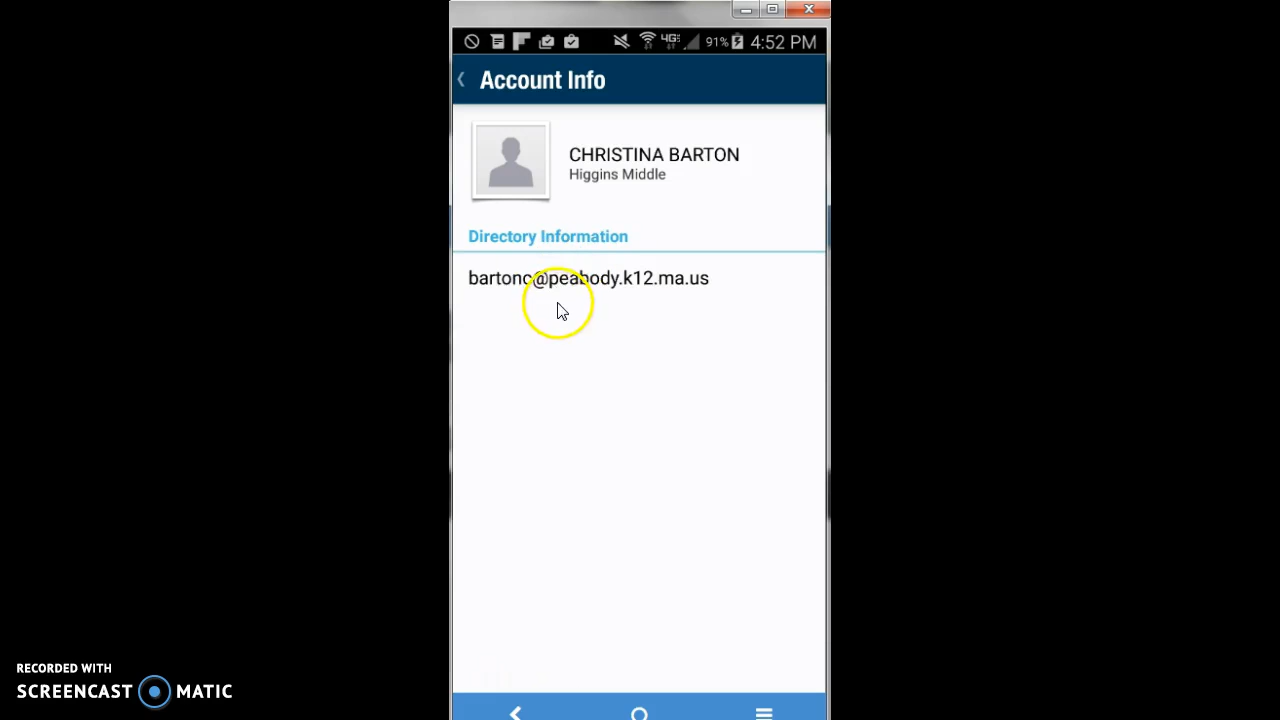 91% 4:52 PM
Account Info
CHRISTINA BARTON
Higgins Middle
Directory Information
bartonc@peabody.k12.ma.us
RECORDED WITH
SCREENCAST MATIC